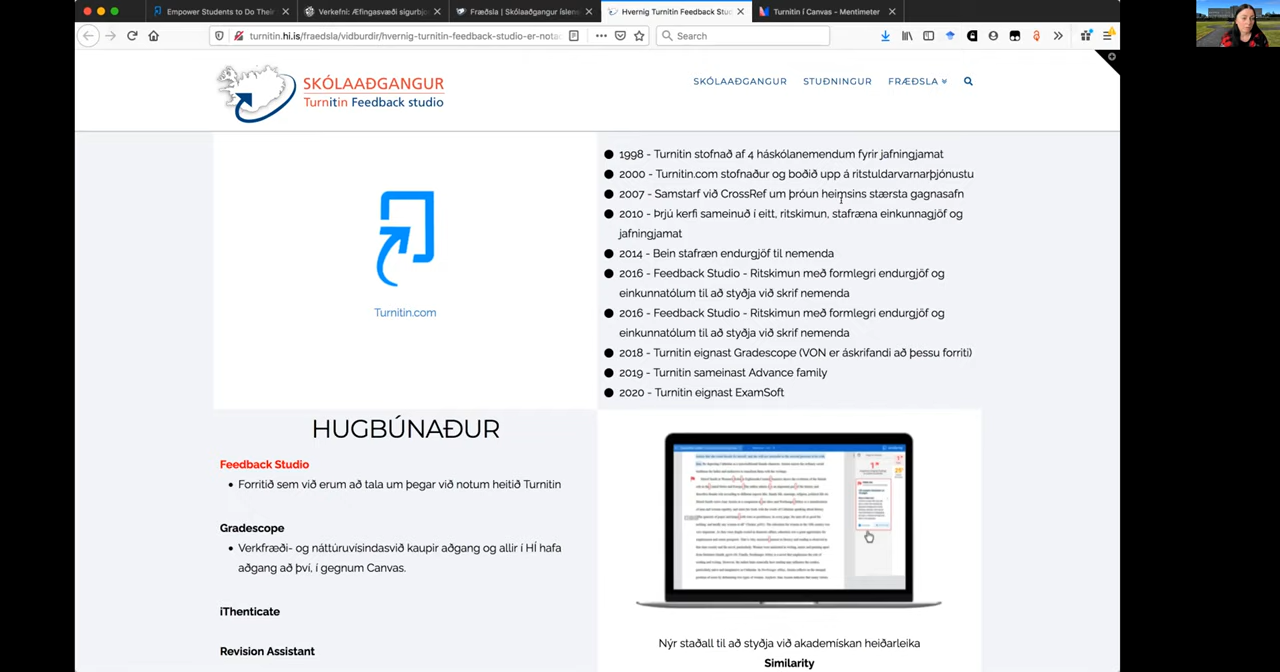 Empower Students to Do Their
Verkefni: Æfingasvæði sigurbjö
Fræðsla | Skólaaðgangur íslens
Hvernig Turnitin Feedback Stu
Turnitin í Canvas - Mentimeter
turnitin.hi.is/fraedsla/vidburdir/hvernig-turnitin-feedback-studio-er-nota
Search
SKÓLAAÐGANGUR
Turnitin Feedback studio
SKÓLAAÐGANGUR
STUÐNINGUR
FRÆÐSLA
Turnitin.com
1998 - Turnitin stofnað af 4 háskólanemendum fyrir jafningjamat
2000 - Turnitin.com stofnaður og boðið upp á ritstuldarvarnarþjónustu
2007 - Samstarf við CrossRef um þróun heimsins stærsta gagnasafn
2010 - Þrjú kerfi sameinuð í eitt, ritskimun, stafræna einkunnagjöf og
jafningjamat
2014 - Bein stafræn endurgjöf til nemenda
2016 - Feedback Studio - Ritskimun með formlegri endurgjöf og
einkunnatólum til að styðja við skrif nemenda
2016 - Feedback Studio - Ritskimun með formlegri endurgjöf og
einkunnatólum til að styðja við skrif nemenda
2018 - Turnitin eignast Gradescope (VON er áskrifandi að þessu forriti)
2019 - Turnitin sameinast Advance family
2020 - Turnitin eignast ExamSoft
HUGBÚNAÐUR
Feedback Studio
Forritið sem við erum að tala um þegar við notum heitið Turnitin
Gradescope
Verkfræði- og náttúruvísindasvið kaupir aðgang og allir í HÍ hafa
aðgang að því, í gegnum Canvas.
iThenticate
Revision Assistant
Nýr staðall til að styðja við akademískan heiðarleika
Similarity